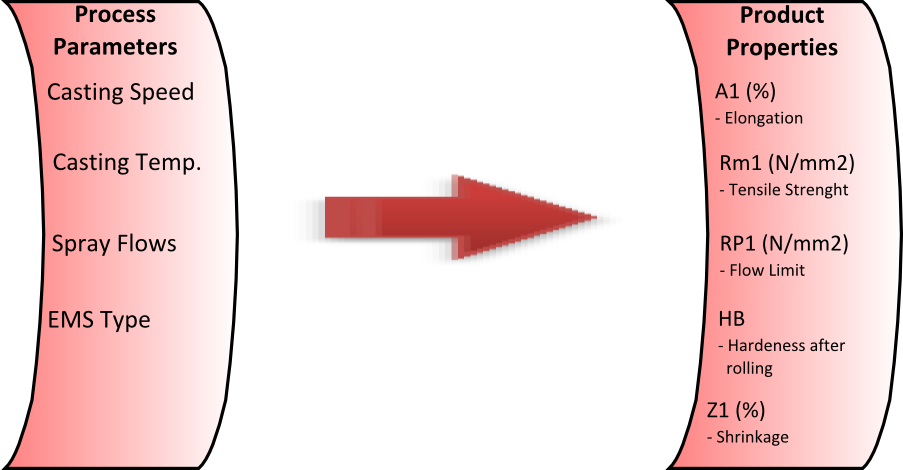 Process
Parameters
Casting Speed
Casting Temp.
Spray Flows
EMS Type
Product
Properties
A1 (%)
- Elongation
Rm1 (N/mm2)
- Tensile Strenght
RP1 (N/mm2)
- Flow Limit
HB
- Hardeness after
rolling
Z1 (%)
- Shrinkage